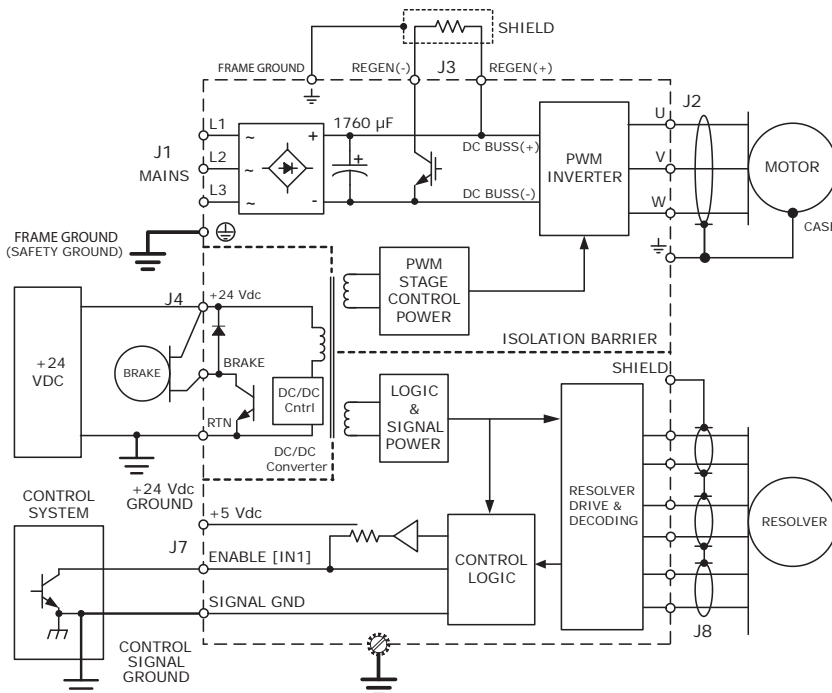 SHIELD
FRAME GROUND
REGEN(-)
J3
REGEN(+)
L1
L2
L3
J1
MAINS
~
~
~
+
-
1760 µF
+
DC BUSS(+)
DC BUSS(-)
PWM
INVERTER
U
V
W
J2
MOTOR
CASE
FRAME GROUND
(SAFETY GROUND)
PWM
STAGE
CONTROL
POWER
ISOLATION BARRIER
+24
VDC
J4
+24 Vdc
BRAKE
BRAKE
RTN
DC/DC
Cntrl
DC/DC
Converter
LOGIC
&
SIGNAL
POWER
SHIELD
RESOLVER
DRIVE &
DECODING
RESOLVER
J8
+24 Vdc
GROUND
CONTROL
SYSTEM
+5 Vdc
J7
ENABLE [IN1]
SIGNAL GND
CONTROL
LOGIC
CONTROL
SIGNAL
GROUND